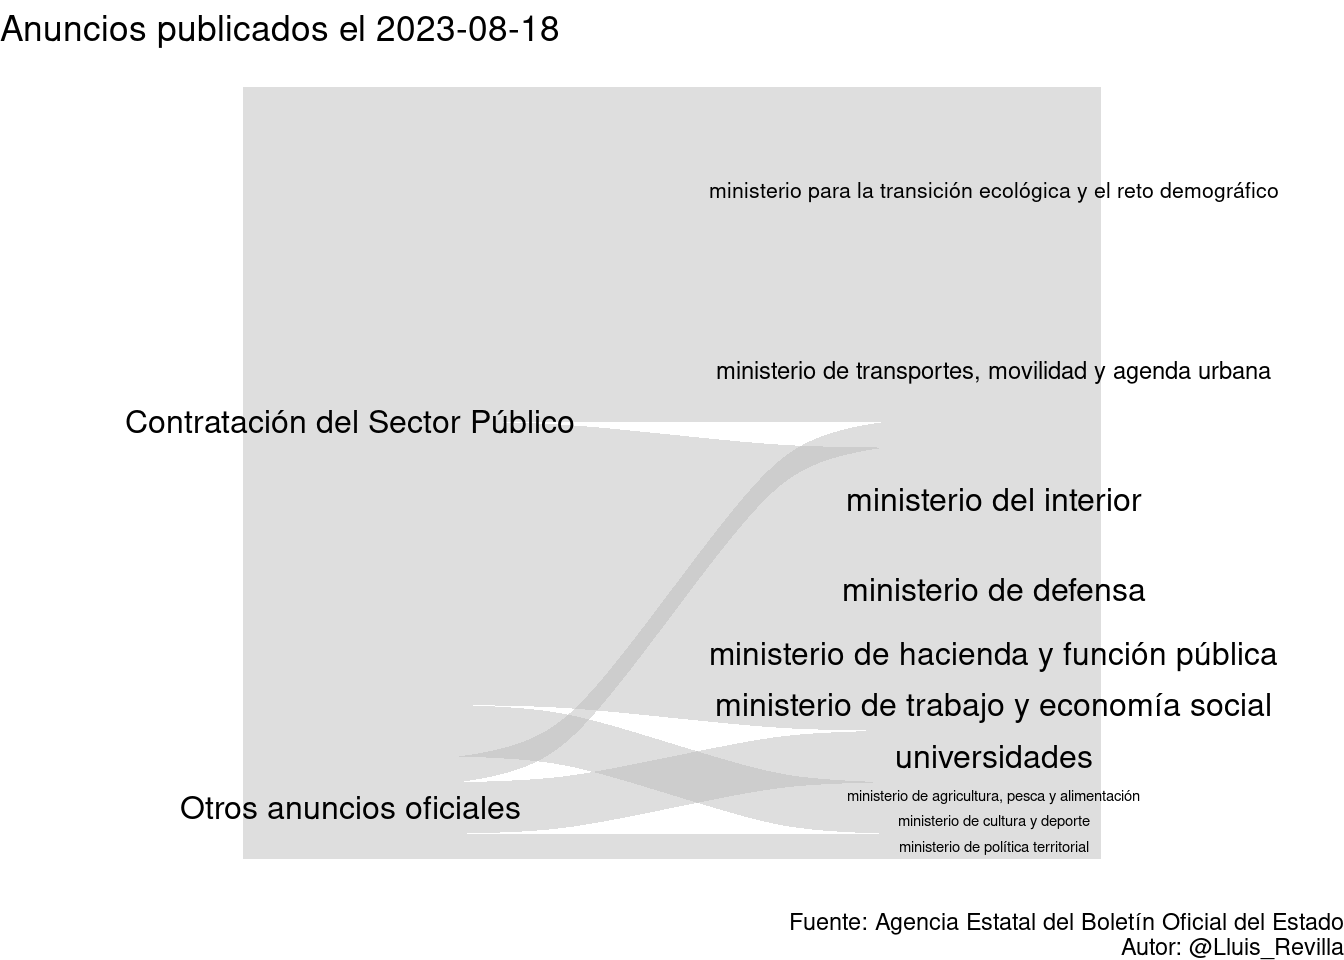 Anuncios publicados el 2023-08-18
ministerio para la transición ecológica y el reto demográfico
ministerio de transportes, movilidad y agenda urbana
Contratación del Sector Público
ministerio del interior
ministerio de defensa
ministerio de hacienda y función pública
ministerio de trabajo y economía social
universidades
ministerio de agricultura, pesca y alimentación
Otros anuncios oficiales
ministerio de cultura y deporte
ministerio de política territorial
Fuente: Agencia Estatal del Boletín Oficial del Estado
Autor: @Lluis_Revilla